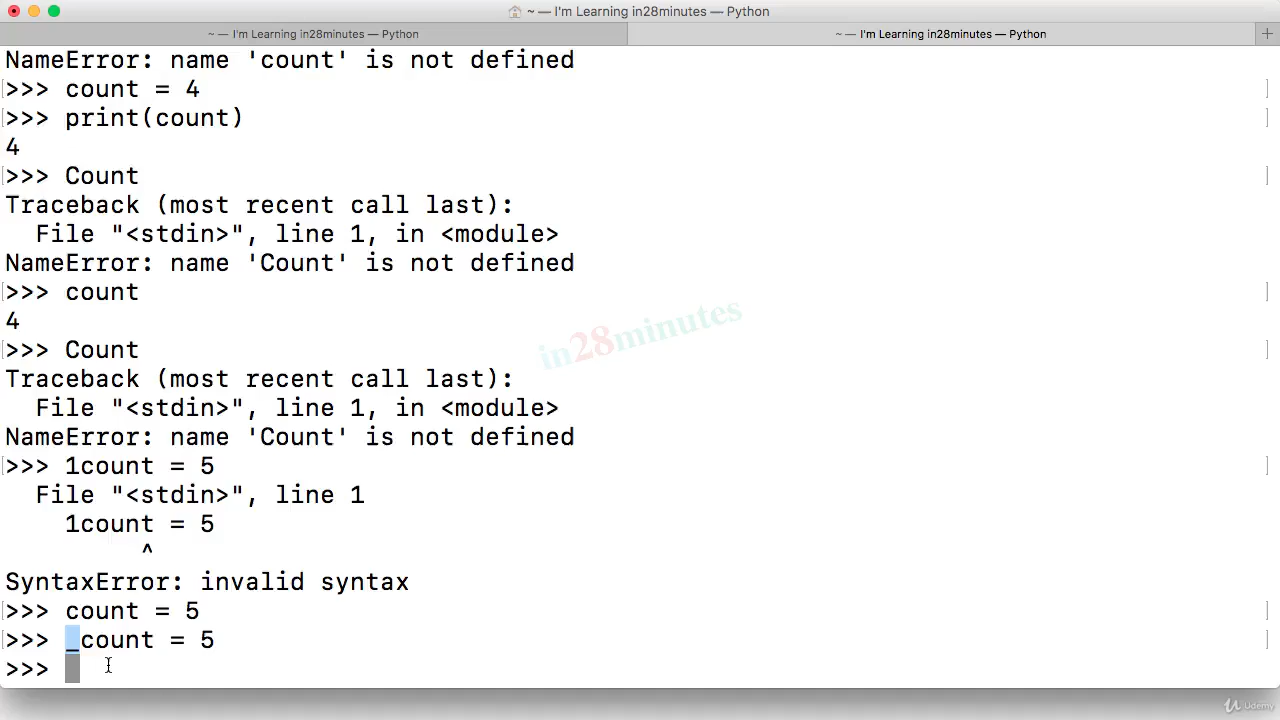 ~ — I'm Learning in28minutes — Python
~ — I'm Learning in28minutes — Python
~ — I'm Learning in28minutes — Python
+
NameError: name 'count' is not defined
>>> count = 4
>>> print(count)
4
>>> Count
Traceback (most recent call last):
  File "<stdin>", line 1, in <module>
NameError: name 'Count' is not defined
>>> count
4
>>> Count
Traceback (most recent call last):
  File "<stdin>", line 1, in <module>
NameError: name 'Count' is not defined
>>> 1count = 5
  File "<stdin>", line 1
    1count = 5
         ^
SyntaxError: invalid syntax
>>> count = 5
>>> _count = 5
>>>
in28minutes
Udemy